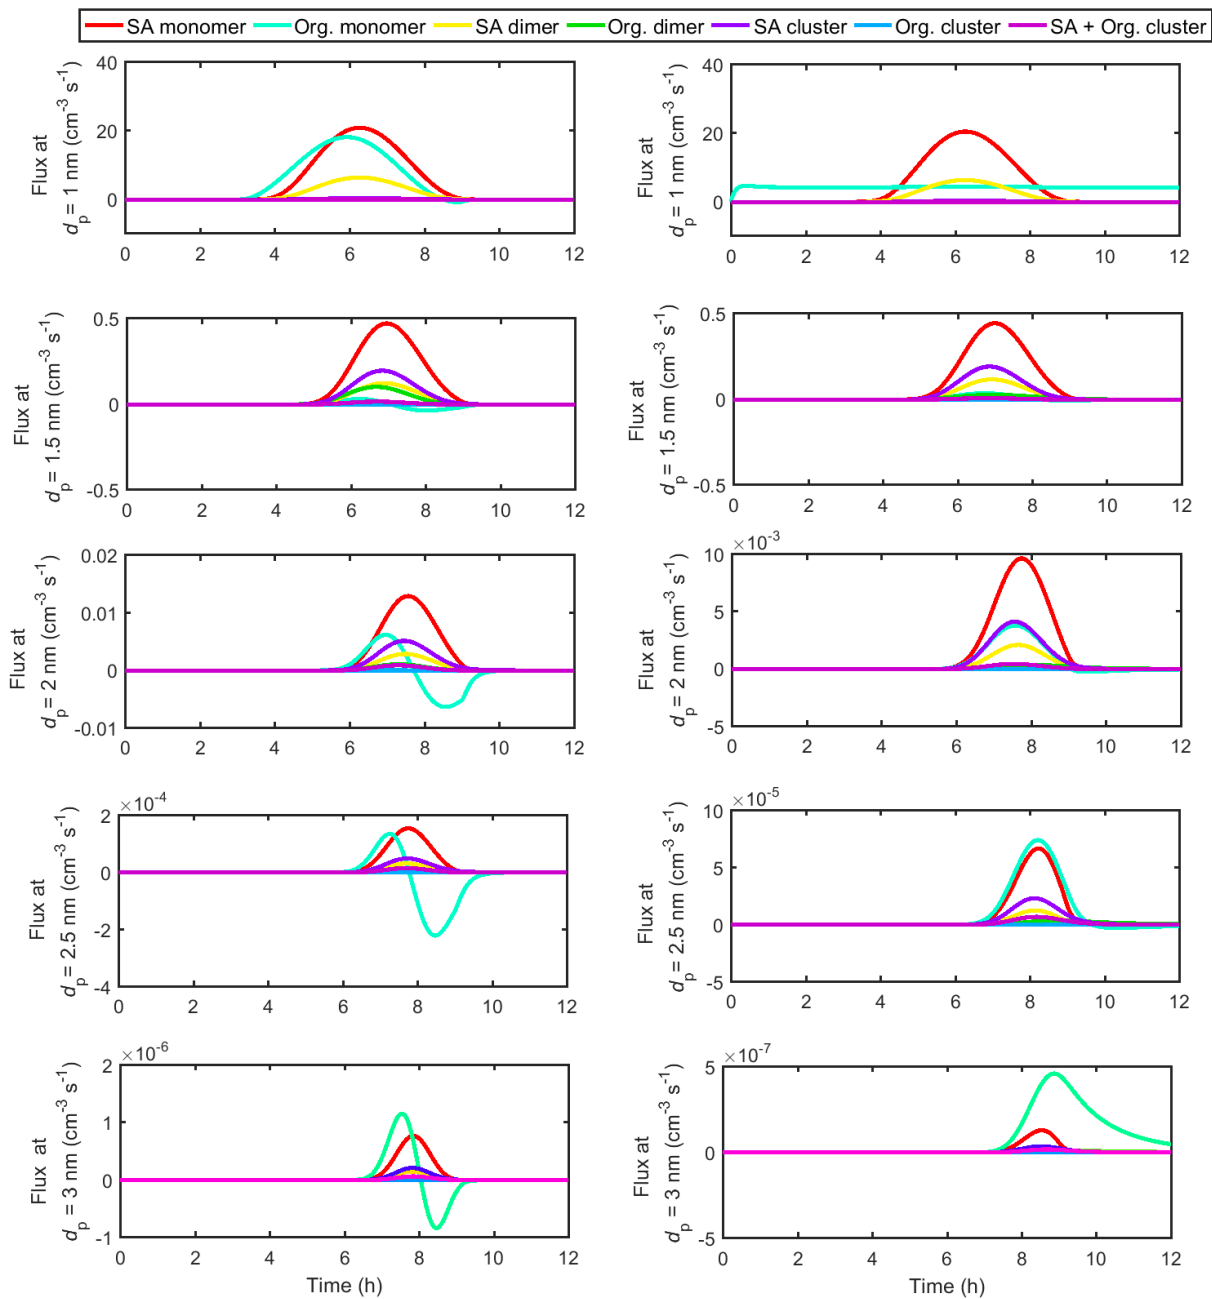 SA monomer Org. monomer SA dimer Org. dimer SA cluster Org. cluster SA + Org. cluster
Flux at
dp = 1 nm (cm-3 s-1)
40
20
0
0 2 4 6 8 10 12
Flux at
dp = 1 nm (cm-3 s-1)
40
20
0
0 2 4 6 8 10 12
Flux at
dp = 1.5 nm (cm-3 s-1)
0.5
0
-0.5
0 2 4 6 8 10 12
Flux at
dp = 1.5 nm (cm-3 s-1)
0.5
0
-0.5
0 2 4 6 8 10 12
Flux at
dp = 2 nm (cm-3 s-1)
0.02
0.01
0
-0.01
0 2 4 6 8 10 12
Flux at
dp = 2 nm (cm-3 s-1)
×10-3
10
5
0
-5
0 2 4 6 8 10 12
Flux at
dp = 2.5 nm (cm-3 s-1)
×10-4
2
0
-2
-4
0 2 4 6 8 10 12
Flux at
dp = 2.5 nm (cm-3 s-1)
×10-5
10
5
0
-5
0 2 4 6 8 10 12
Flux at
dp = 3 nm (cm-3 s-1)
×10-6
2
1
0
-1
0 2 4 6 8 10 12
Time (h)
Flux at
dp = 3 nm (cm-3 s-1)
×10-7
5
0
-5
0 2 4 6 8 10 12
Time (h)